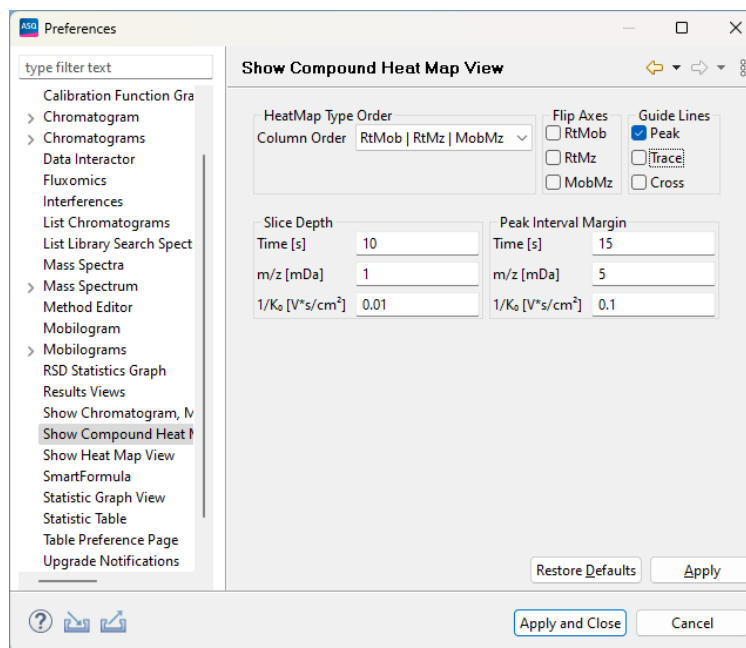 ASQ Preferences
type filter text
Calibration Function Gra
Chromatogram
Chromatograms
Data Interactor
Fluxomics
Interferences
List Chromatograms
List Library Search Spect
Mass Spectra
Mass Spectrum
Method Editor
Mobilogram
Mobilograms
RSD Statistics Graph
Results Views
Show Chromatogram, M
Show Compound Heat M
Show Heat Map View
SmartFormula
Statistic Graph View
Statistic Table
Table Preference Page
Upgrade Notifications
Show Compound Heat Map View
HeatMap Type Order
Column Order RtMob | RtMz | MobMz
Flip Axes
RtMob
RtMz
MobMz
Guide Lines
Peak
Trace
Cross
Slice Depth
Time [s] 10
m/z [mDa] 1
1/K₀ [V*s/cm²] 0.01
Peak Interval Margin
Time [s] 15
m/z [mDa] 5
1/K₀ [V*s/cm²] 0.1
Restore Defaults Apply
? Apply and Close Cancel